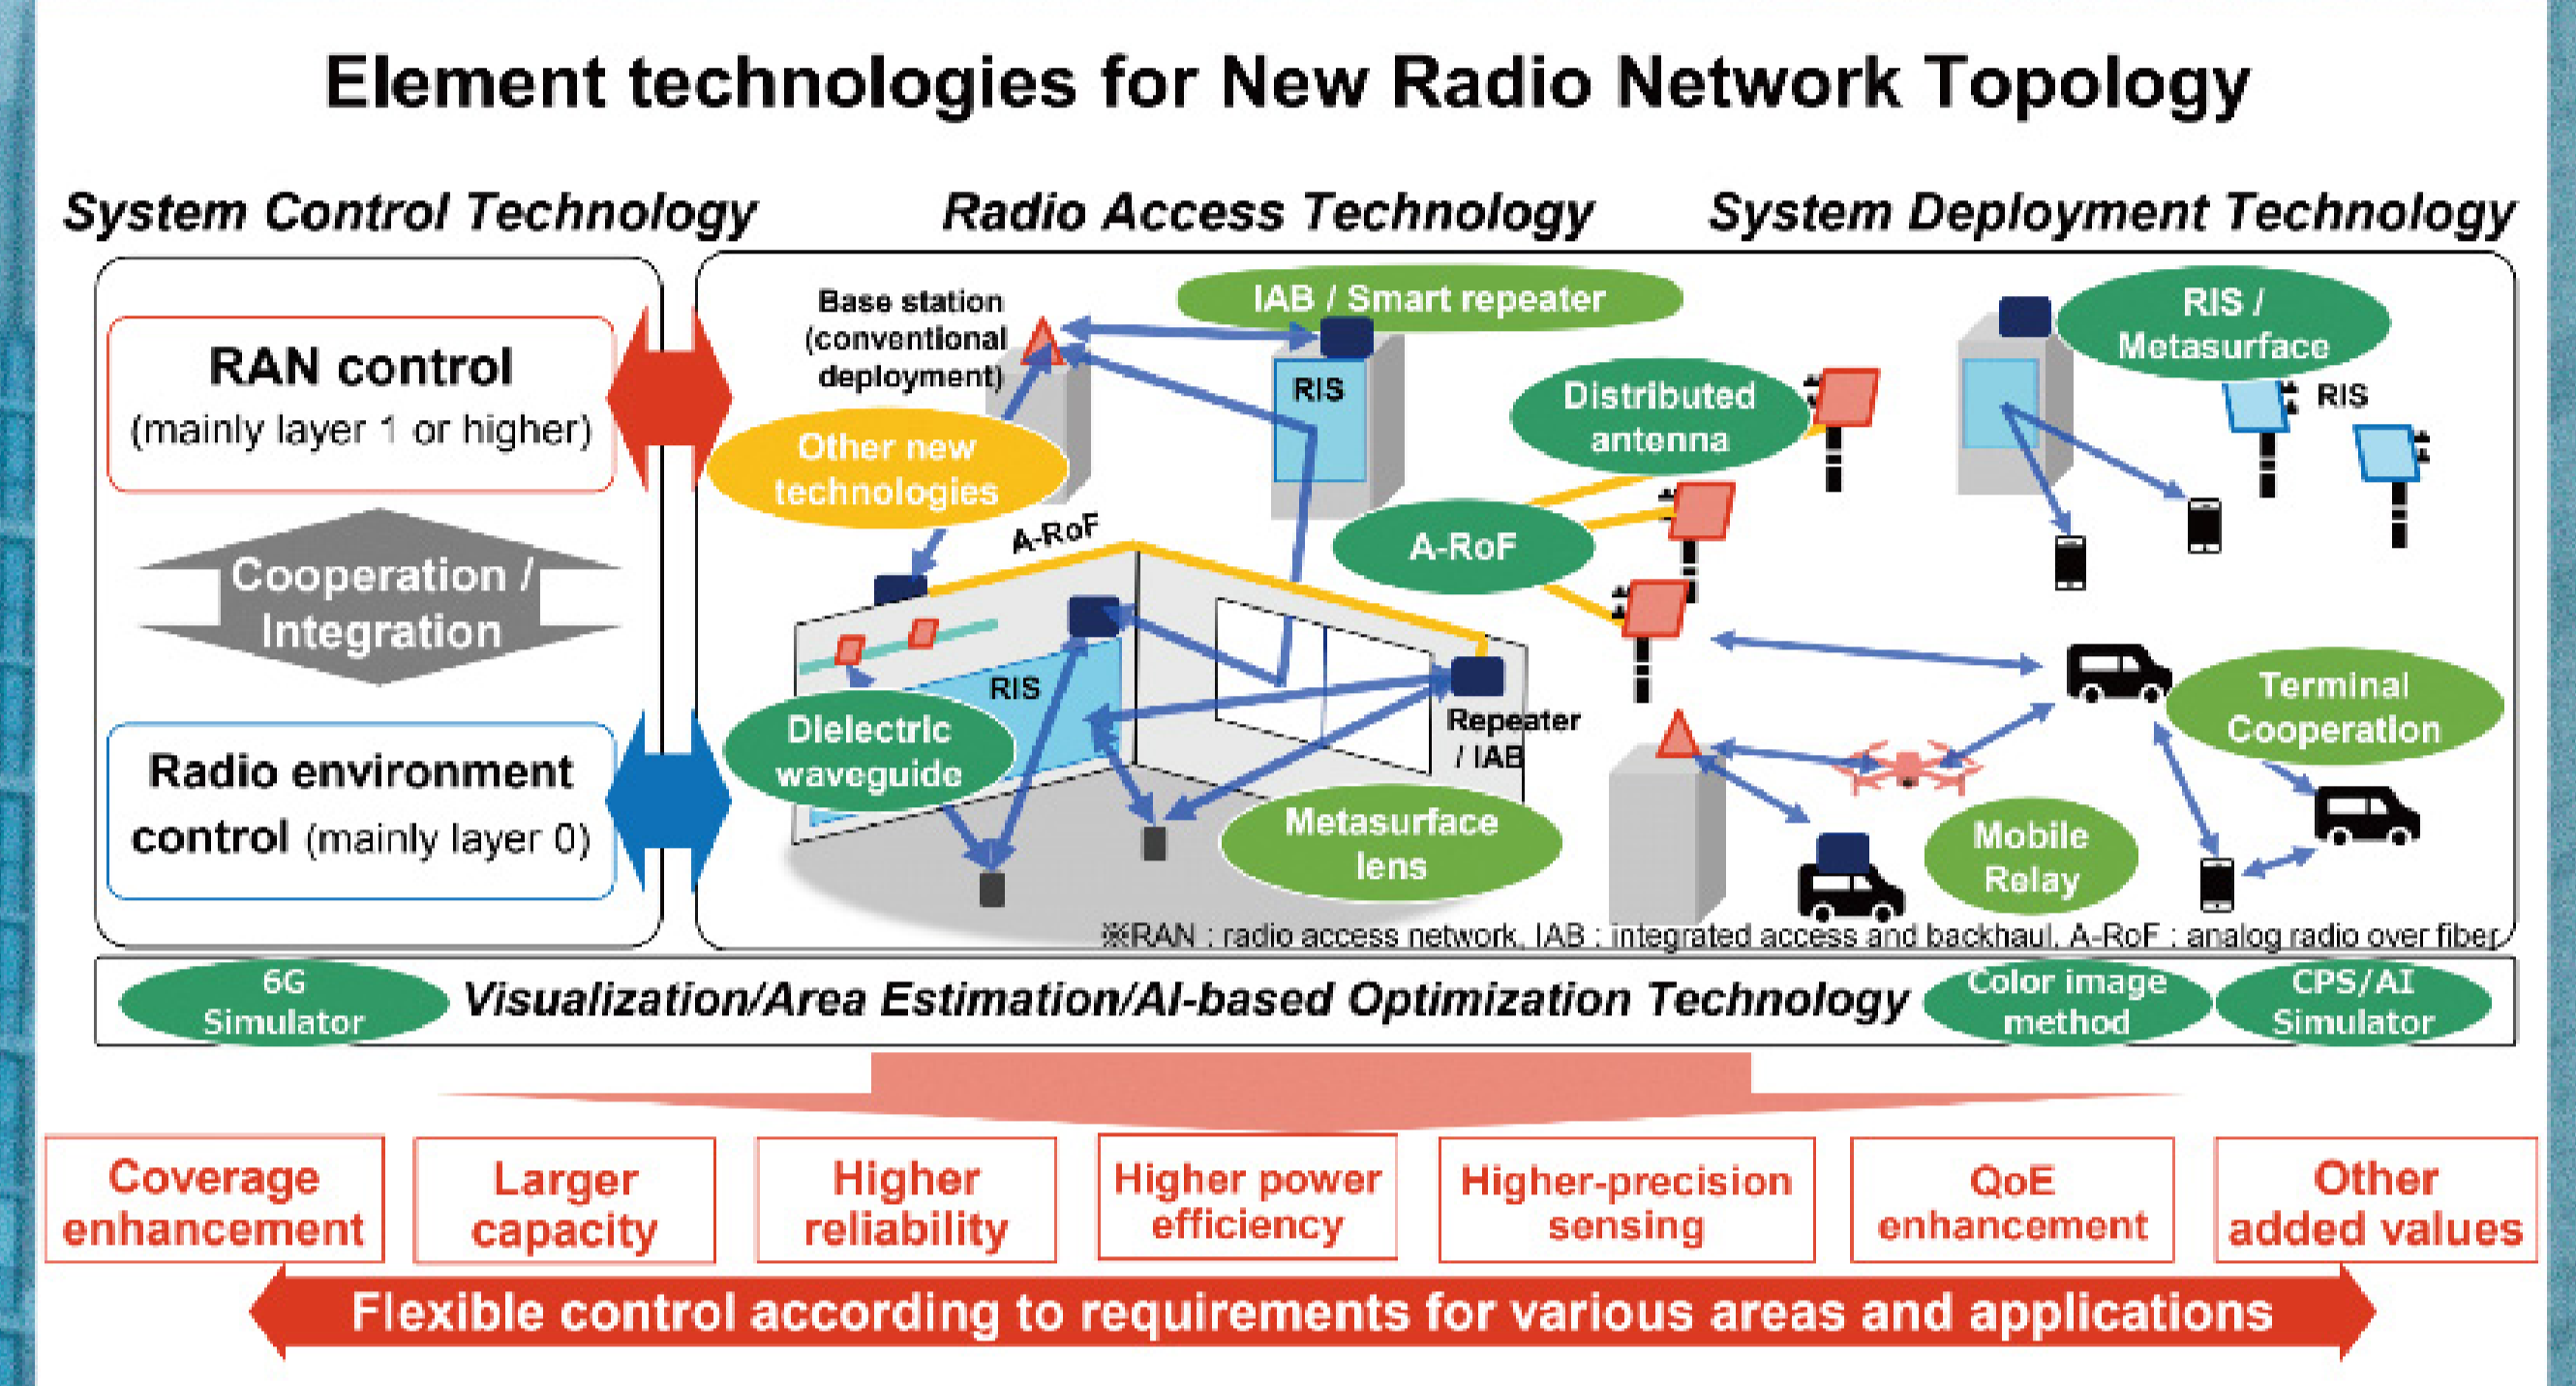 Element technologies for New Radio Network Topology
System Control Technology
Radio Access Technology
System Deployment Technology
RAN control
(mainly layer 1 or higher)
Cooperation /
Integration
Radio environment
control (mainly layer 0)
Base station
(conventional
deployment)
IAB / Smart repeater
RIS
Other new
technologies
A-RoF
Distributed
antenna
A-RoF
RIS /
Metasurface
RIS
RIS
Dielectric
waveguide
Repeater
/ IAB
Metasurface
lens
Terminal
Cooperation
Mobile
Relay
※RAN : radio access network, IAB : integrated access and backhaul, A-RoF : analog radio over fiber
6G
Simulator
Visualization/Area Estimation/AI-based Optimization Technology
Color image
method
CPS/AI
Simulator
Coverage
enhancement
Larger
capacity
Higher
reliability
Higher power
efficiency
Higher-precision
sensing
QoE
enhancement
Other
added values
Flexible control according to requirements for various areas and applications